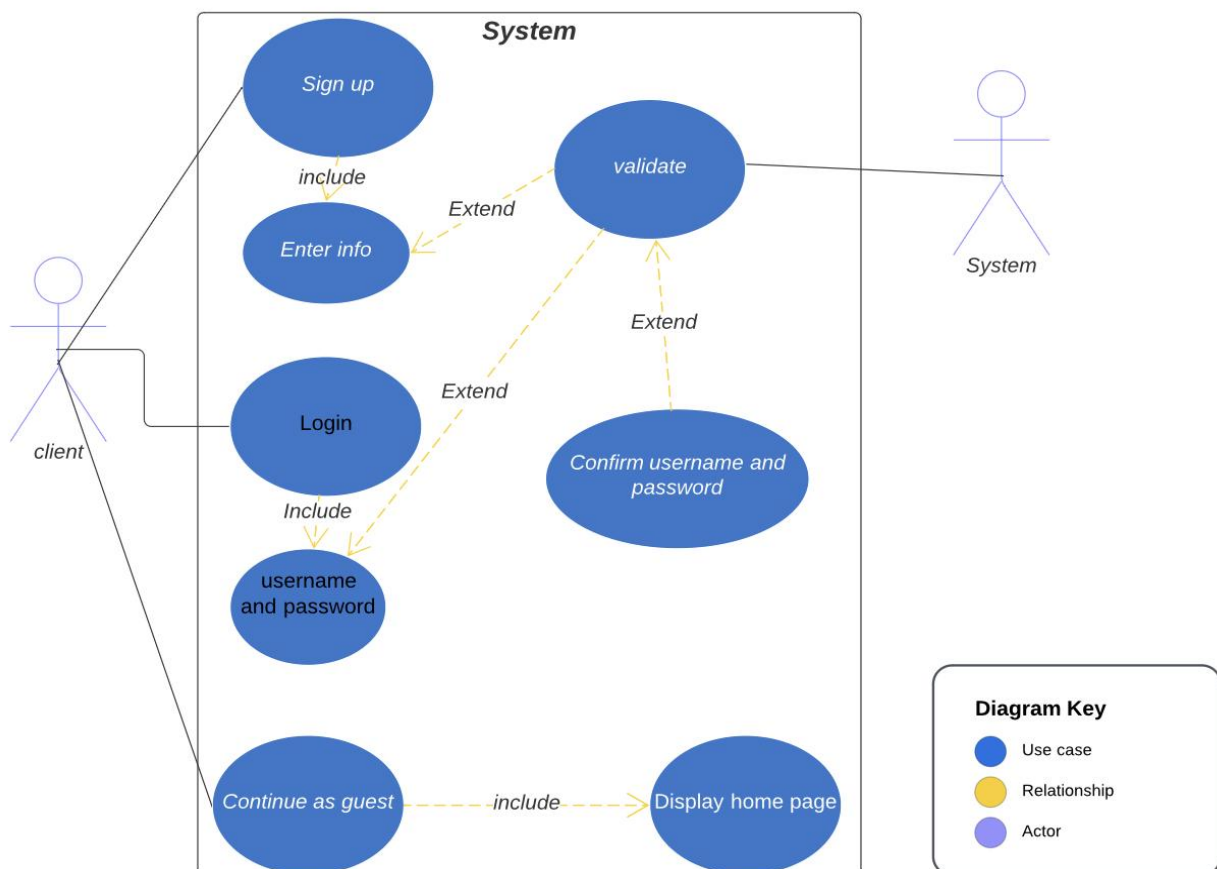 System
Sign up
include
Enter info
validate
Extend
System
Extend
Extend
client
Login
Include
username
and password
Confirm username and
password
Continue as guest
include
Display home page
Diagram Key
Use case
Relationship
Actor